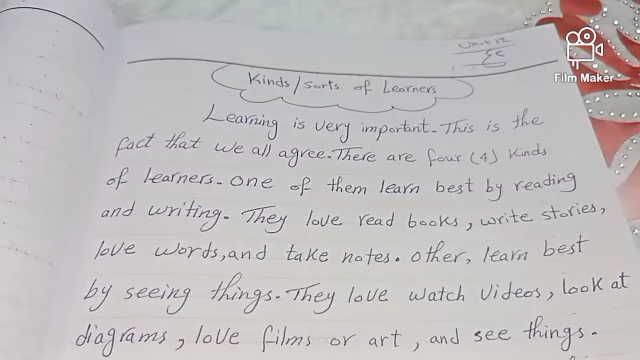 Unit 12
Film Maker
Kinds/Sorts of Learners
Learning is very important. This is the
fact that we all agree. There are four (4) Kinds
of learners. One of them learn best by reading
and writing. They love read books, write stories,
love words, and take notes. Other, learn best
by seeing things. They love watch videos, look at
diagrams, love films or art, and see things.